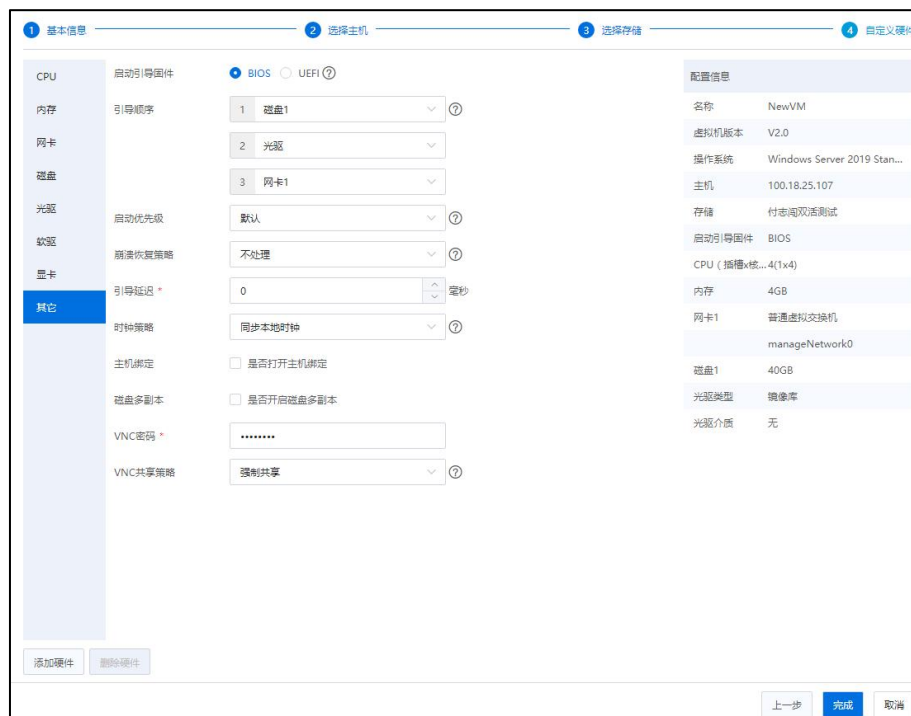 1 基本信息 2 选择主机 3 选择存储 4 自定义硬件
CPU
内存
网卡
磁盘
光驱
软驱
显卡
其它
启动引导固件 BIOS UEFI ?
引导顺序 1 磁盘1 ?
2 光驱
3 网卡1
启动优先级 默认 ?
崩溃恢复策略 不处理 ?
引导延迟 * 0 毫秒
时钟策略 同步本地时钟 ?
主机绑定 是否打开主机绑定
磁盘多副本 是否开启磁盘多副本
VNC密码 * ••••••••
VNC共享策略 强制共享 ?
配置信息
名称 NewVM
虚拟机版本 V2.0
操作系统 Windows Server 2019 Stan...
主机 100.18.25.107
存储 付志闯双活测试
启动引导固件 BIOS
CPU ( 插槽x核... 4(1x4)
内存 4GB
网卡1 普通虚拟交换机
manageNetwork0
磁盘1 40GB
光驱类型 镜像库
光驱介质 无
添加硬件 删除硬件
上一步 完成 取消